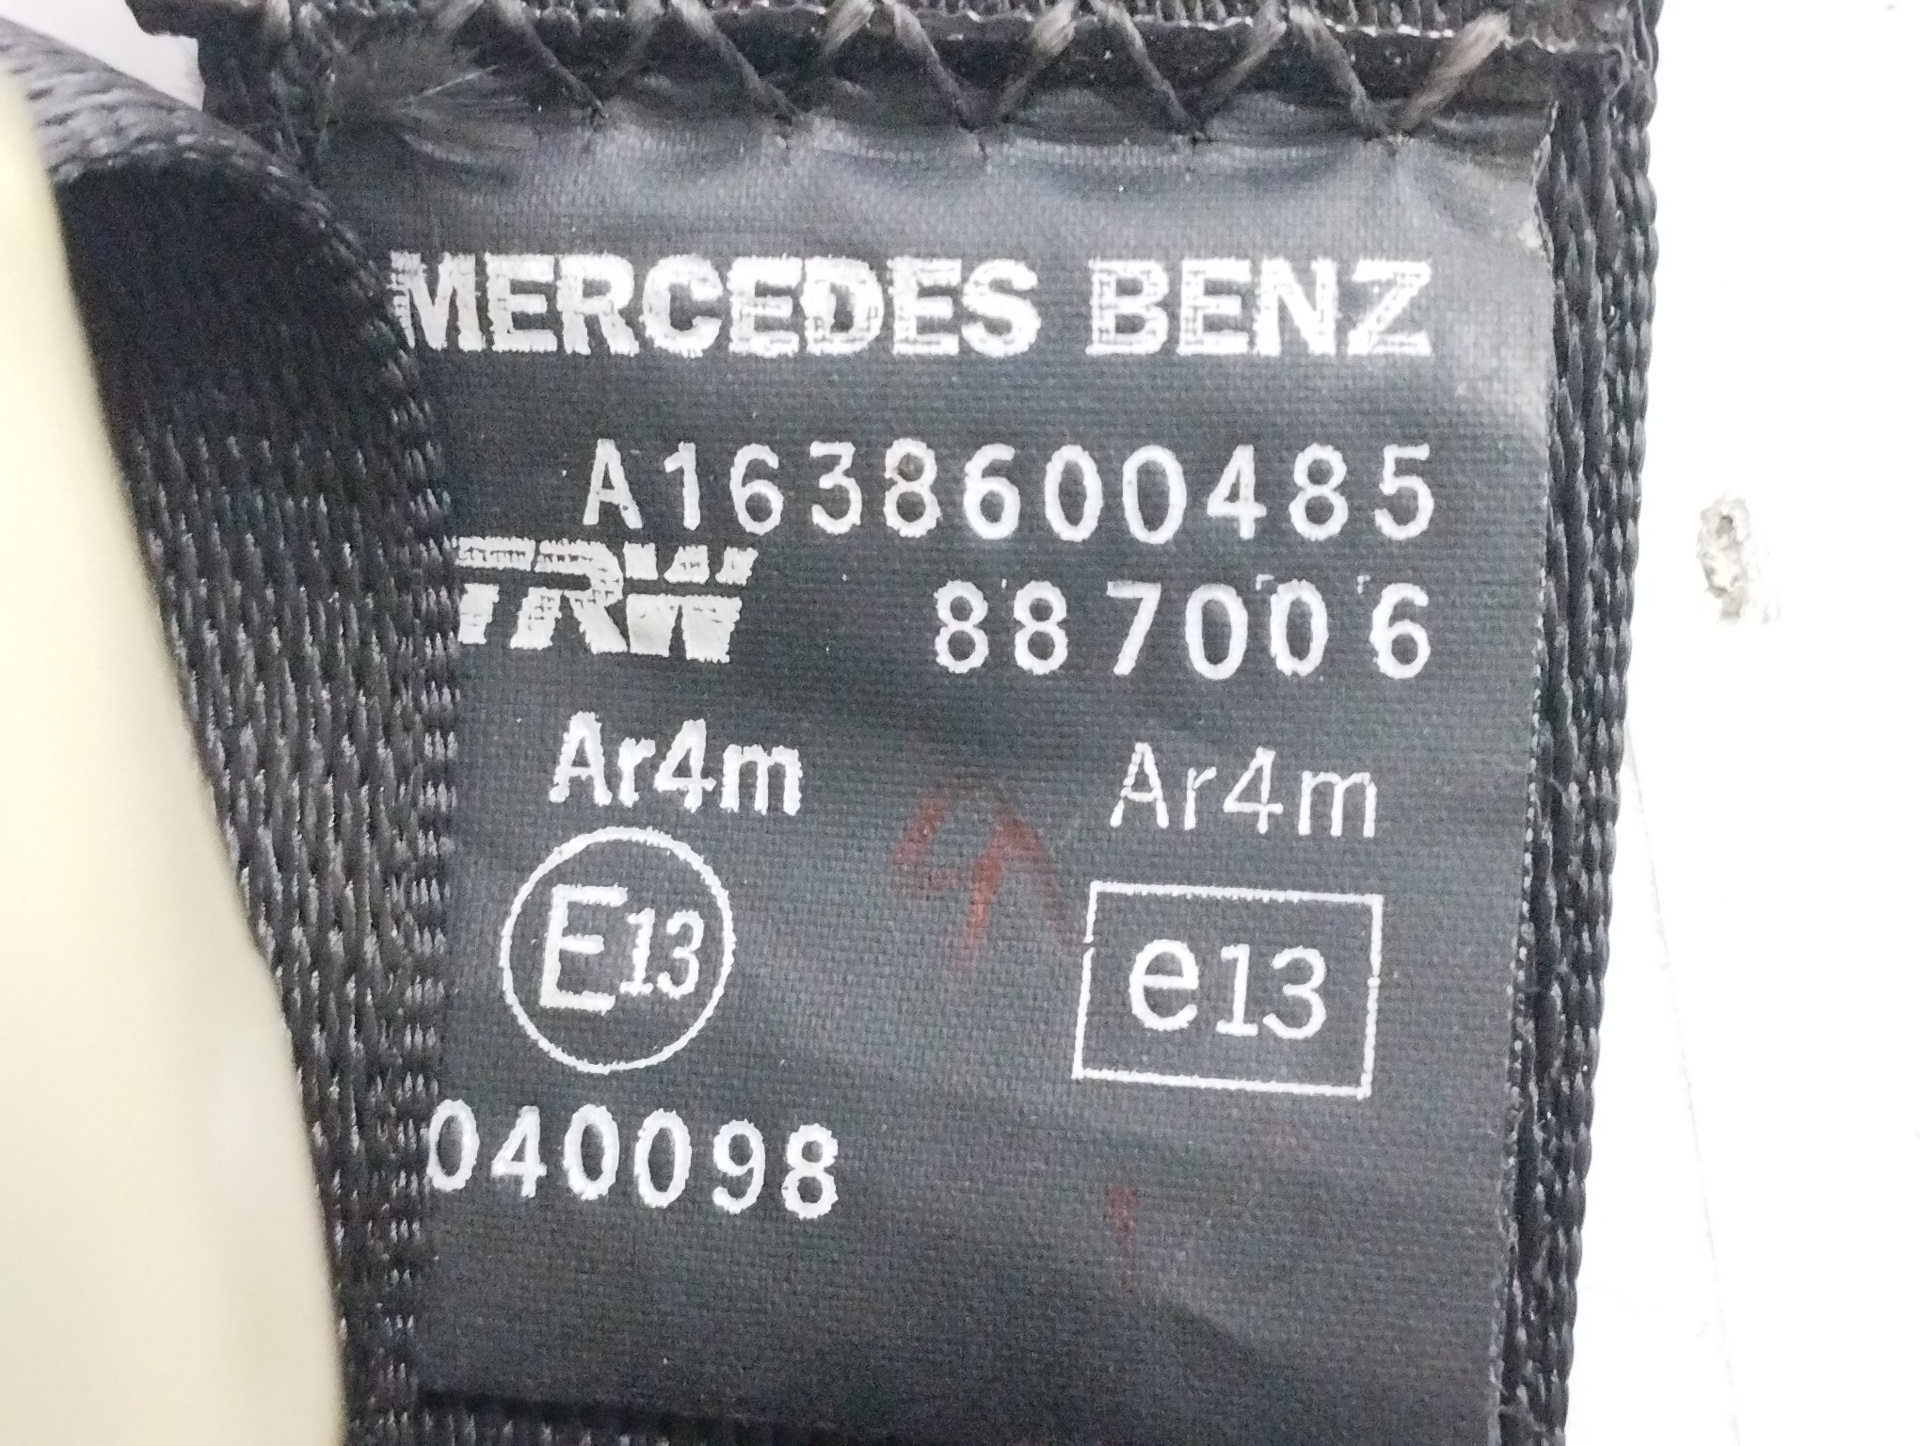 MERCEDES BENZ
A1638600485
TRW 887006
Ar4m Ar4m
E13 e13
040098